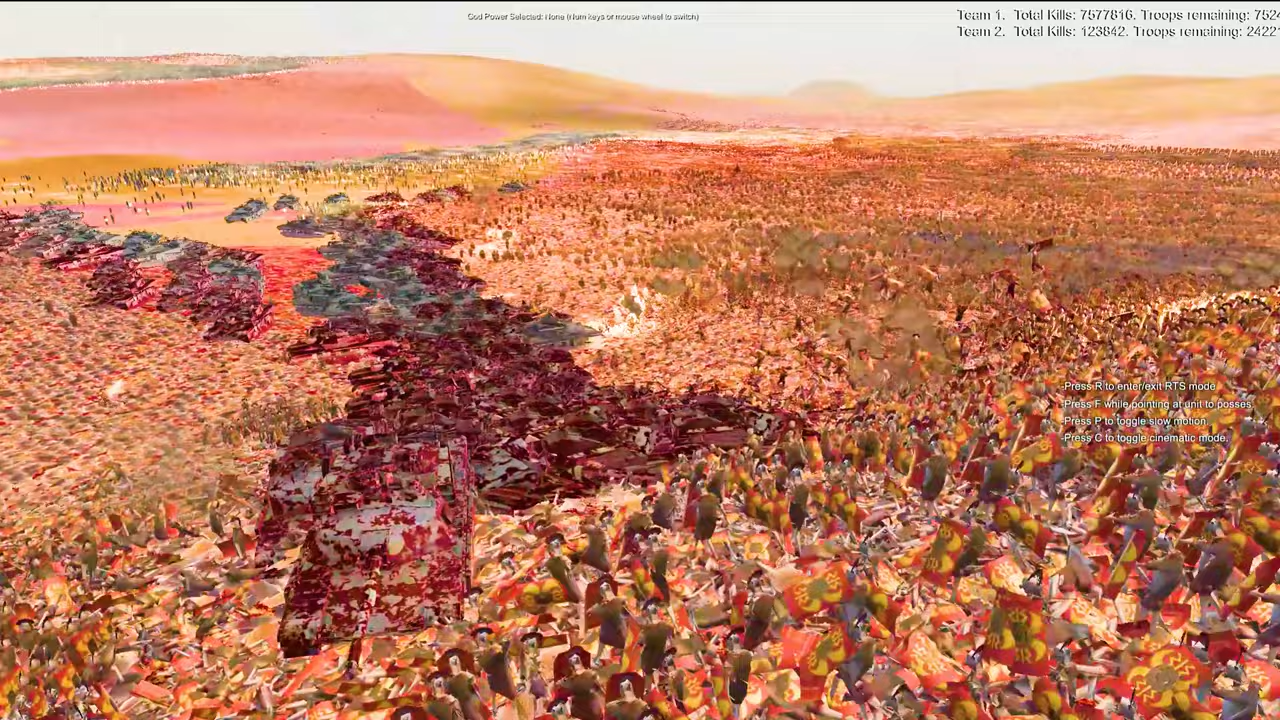 God Power Selected: None (Num keys or mouse wheel to switch)
Team 1. Total Kills: 7577816. Troops remaining: 752
Team 2. Total Kills: 123842. Troops remaining: 2422
-Press R to enter/exit RTS mode
-Press F while pointing at unit to posses.
-Press P to toggle slow motion.
-Press C to toggle cinematic mode.